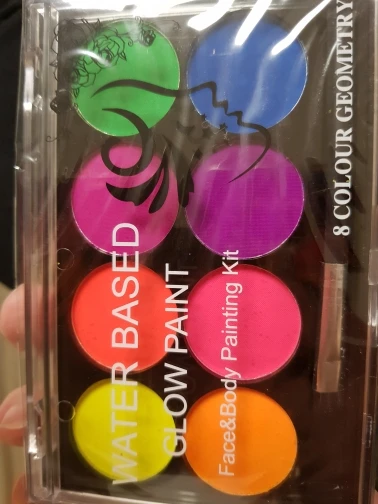 8 COLOUR GEOMETRY
WATER BASED
GLOW PAINT
Face&Body Painting Kit